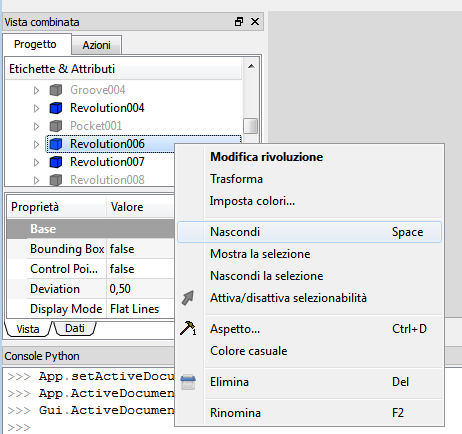 Vista combinata
Progetto Azioni
Etichette & Attributi
Groove004
Revolution004
Pocket001
Revolution006
Revolution007
Revolution008
Proprietà Valore
Base
Bounding Box false
Control Poi... false
Deviation 0,50
Display Mode Flat Lines
Vista Dati
Console Python
>>> App.setActiveDocu
>>> App.ActiveDocumen
>>> Gui.ActiveDocumen
>>>
Modifica rivoluzione
Trasforma
Imposta colori...
Nascondi Space
Mostra la selezione
Nascondi la selezione
Attiva/disattiva selezionabilità
Aspetto... Ctrl+D
Colore casuale
Elimina Del
Rinomina F2